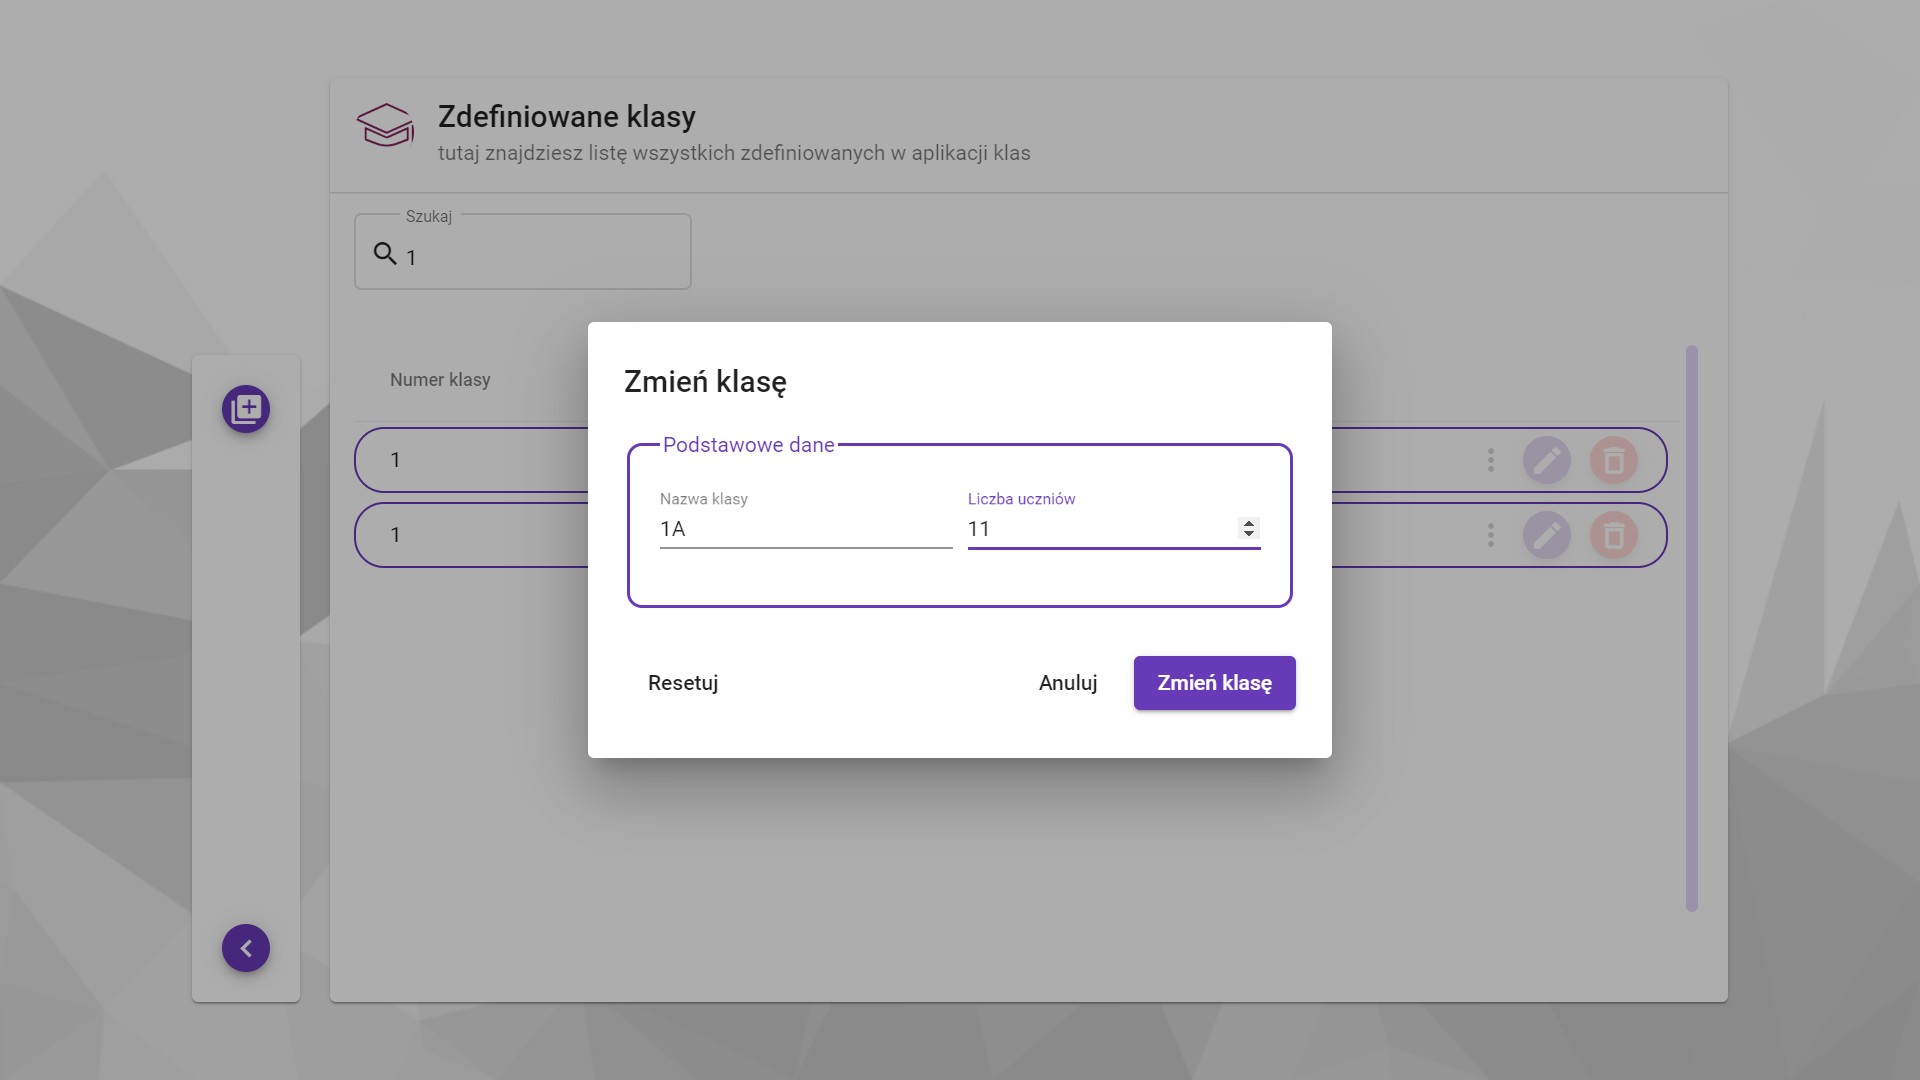 Zdefiniowane klasy
tutaj znajdziesz listę wszystkich zdefiniowanych w aplikacji klas
Szukaj
1
Numer klasy
1
1
Zmień klasę
Podstawowe dane
Nazwa klasy
Liczba uczniów
1A
11
Resetuj
Anuluj
Zmień klasę